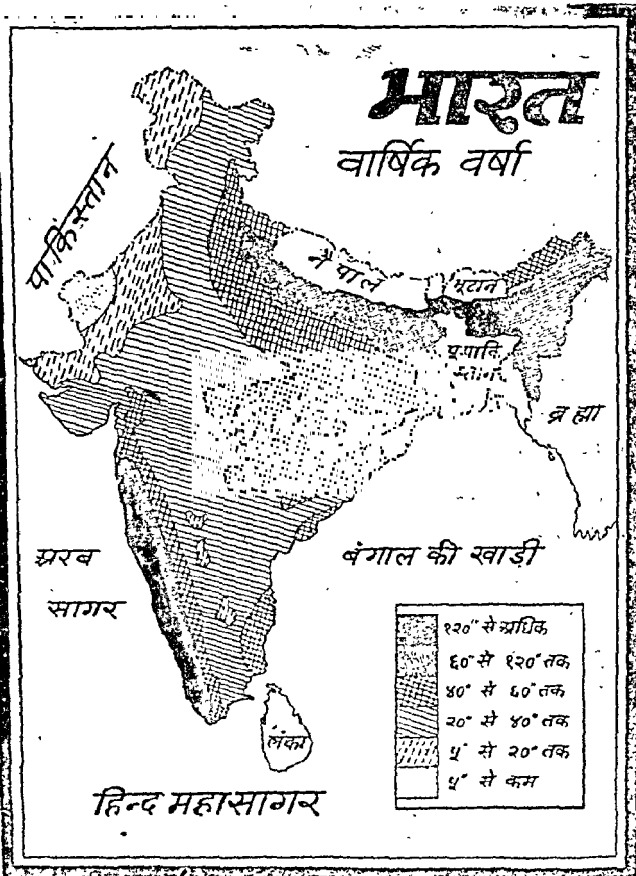 भारत
वार्षिक वर्षा
पाकिस्तान
नैपाल
भूटान
पू.पाकि-
स्तान
ब्रह्मा
अरब
सागर
बंगाल की खाड़ी
१२०" से अधिक
६०" से १२०" तक
४०" से ६०" तक
२०" से ४०" तक
५" से २०" तक
५" से कम
लंका
हिन्द महासागर